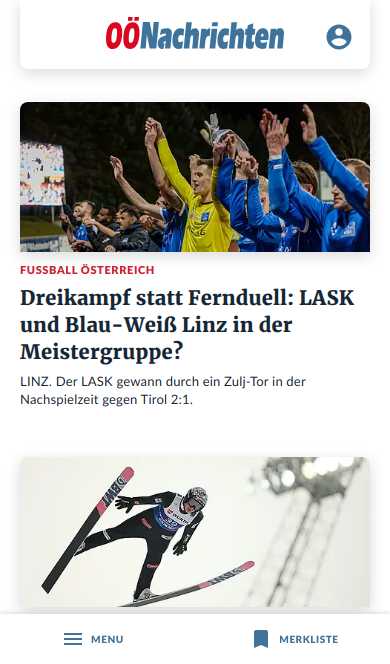 OÖNachrichten
FUSSBALL ÖSTERREICH
Dreikampf statt Fernduell: LASK
und Blau-Weiß Linz in der
Meistergruppe?
LINZ. Der LASK gewann durch ein Zulj-Tor in der
Nachspielzeit gegen Tirol 2:1.
MENU
MERKLISTE